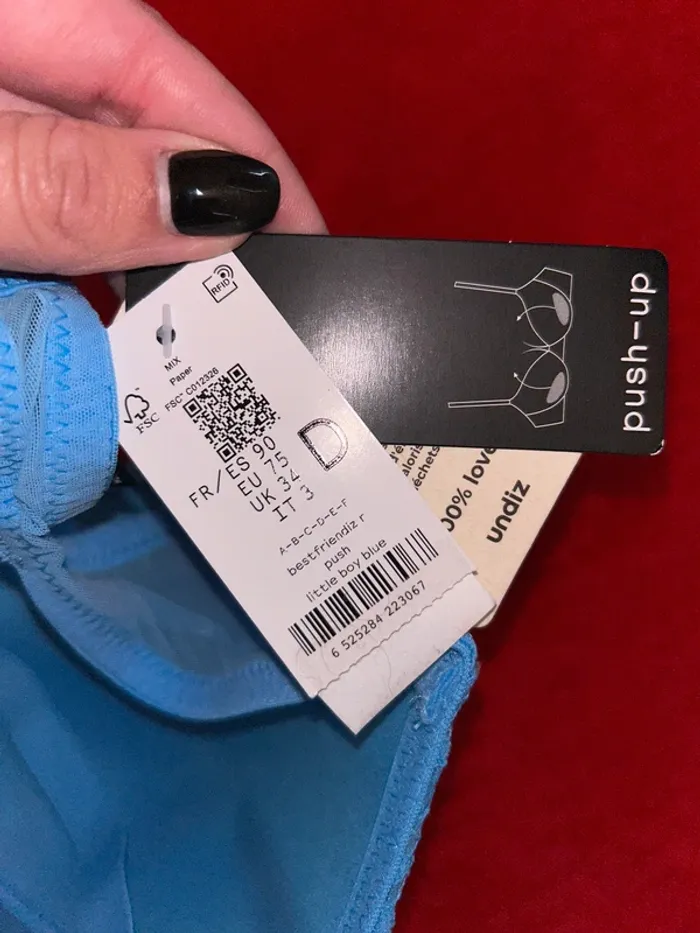 push-up
RFID
MIX
Paper
FSC™ C012326
FSC
FR/ES 90
EU 75
UK 34
IT 3
D
A-B-C-D-E-F
bestfriendiz r
push
little boy blue
6 525284 223067
00% love
undiz